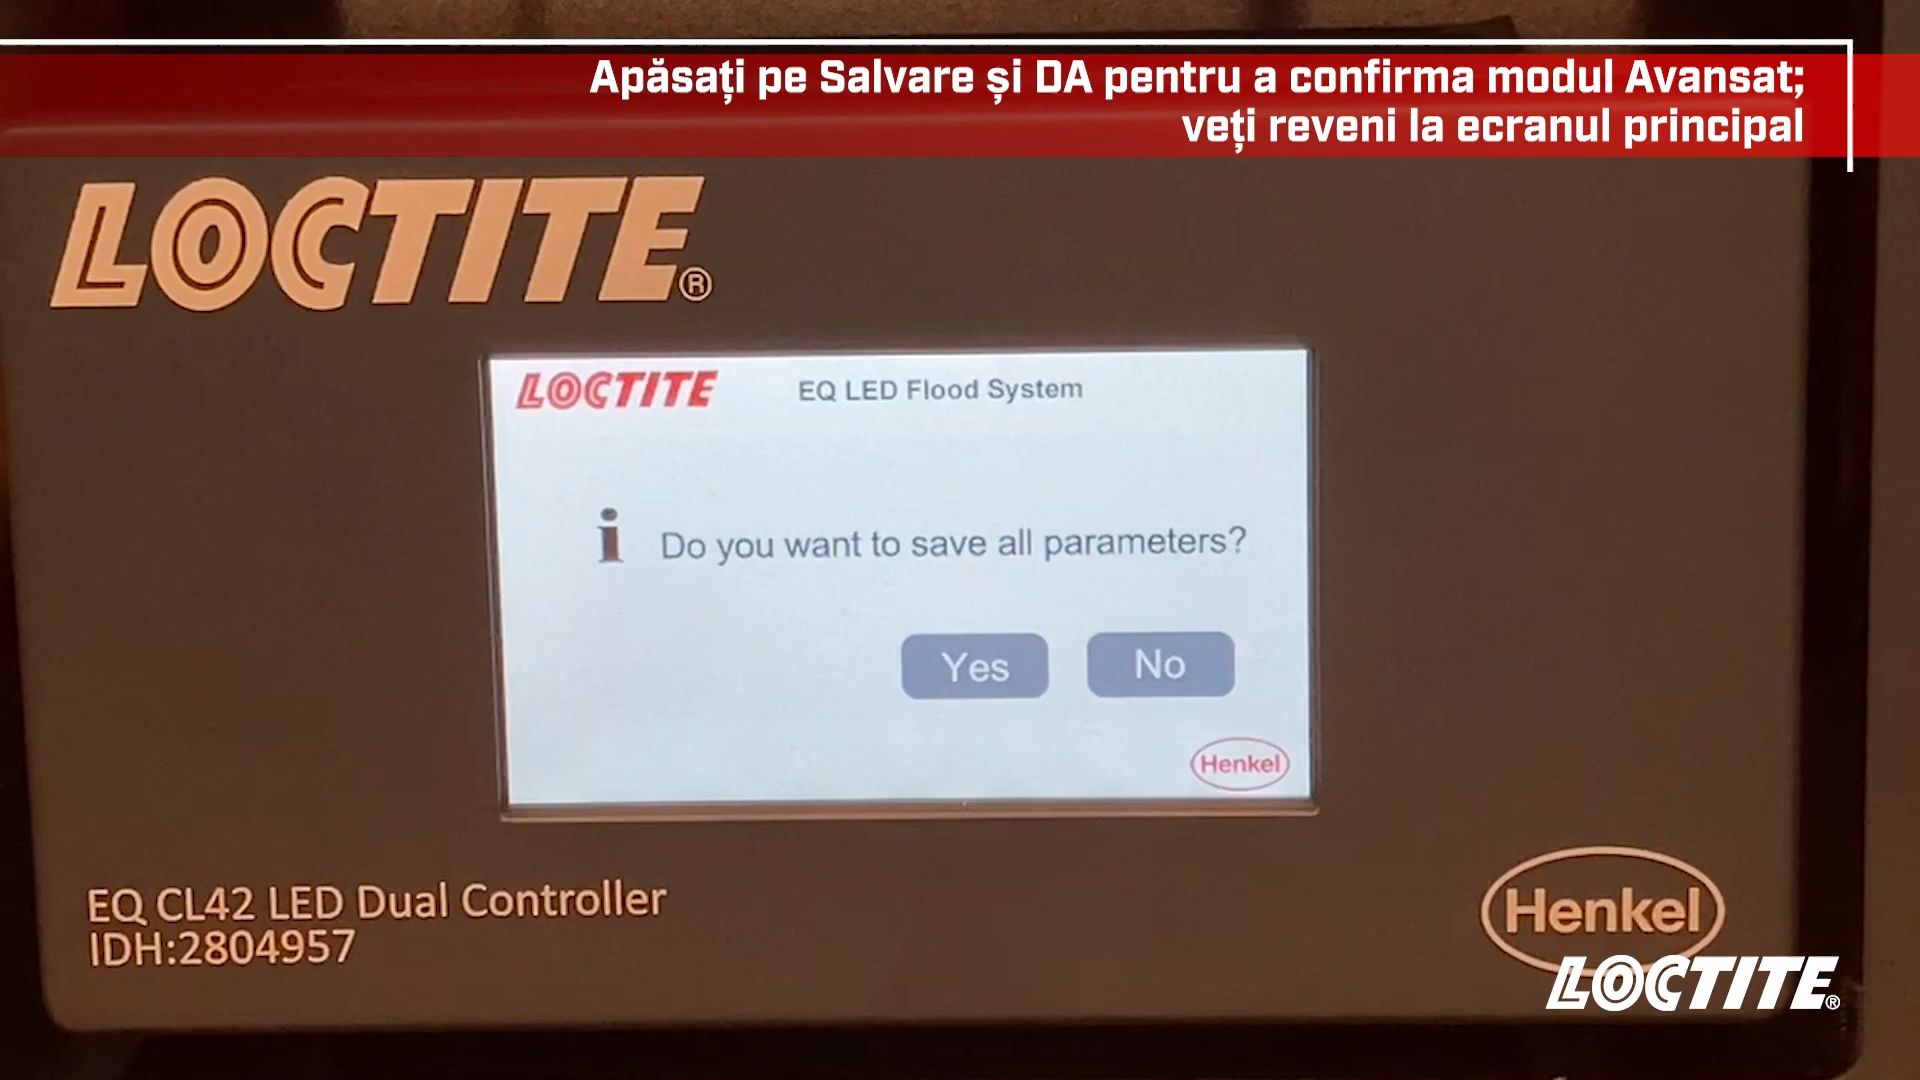 Apăsați pe Salvare și DA pentru a confirma modul Avansat;
veți reveni la ecranul principal
LOCTITE®
LOCTITE EQ LED Flood System
i Do you want to save all parameters?
Yes No
Henkel
EQ CL42 LED Dual Controller
IDH:2804957
Henkel
LOCTITE®